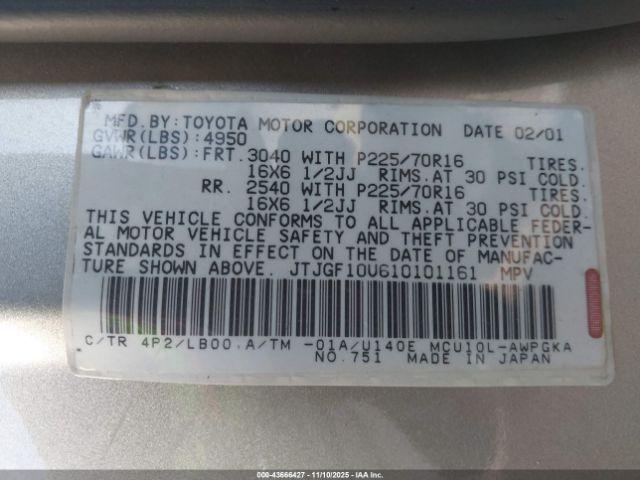 MFD.BY:TOYOTA MOTOR CORPORATION DATE 02/01
GVWR(LBS):4950
GAWR(LBS):FRT.3040 WITH P225/70R16 TIRES.
16X6 1/2JJ RIMS.AT 30 PSI COLD.
RR. 2540 WITH P225/70R16 TIRES.
16X6 1/2JJ RIMS.AT 30 PSI COLD.
THIS VEHICLE CONFORMS TO ALL APPLICABLE FEDER-
AL MOTOR VEHICLE SAFETY AND THEFT PREVENTION
STANDARDS IN EFFECT ON THE DATE OF MANUFAC-
TURE SHOWN ABOVE. JTJGF10U610101161 MPV
C/TR 4P2/LB00.A/TM -01A/U140E MCU10L-AWPGKA
NO.751 MADE IN JAPAN
000-43666427 - 11/10/2025 - IAAI.COM